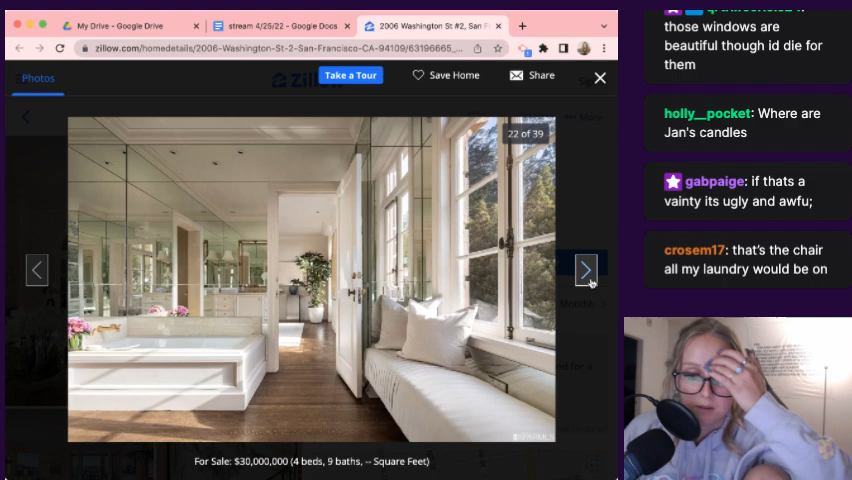 My Drive - Google Drive
stream 4/25/22 - Google Docs
2006 Washington St #2, San F
zillow.com/homedetails/2006-Washington-St-2-San-Francisco-CA-94109/63196665_...
Photos
Take a Tour
Save Home
Share
Zillow
More
22 of 39
For Sale: $30,000,000 (4 beds, 9 baths, -- Square Feet)
those windows are
beautiful though id die for
them
holly__pocket: Where are
Jan's candles
gabpaige: if thats a
vainty its ugly and awfu;
crosem17: that's the chair
all my laundry would be on